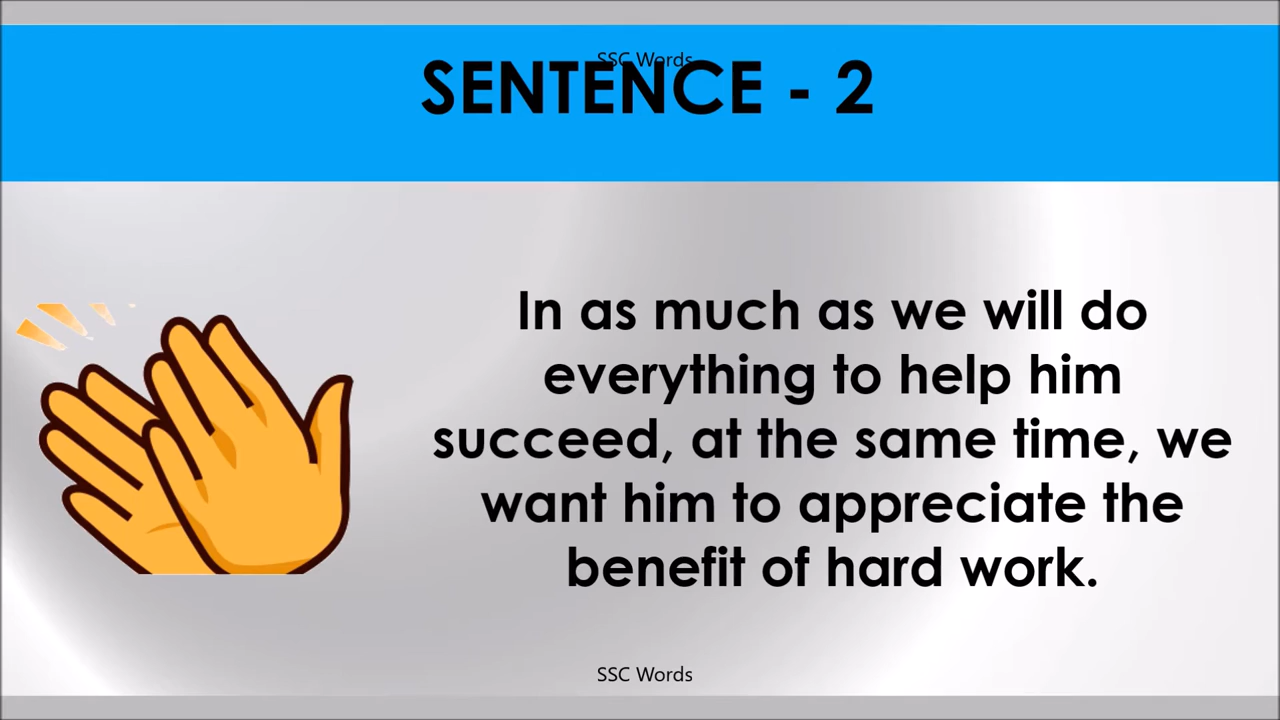 SSC Words
SENTENCE - 2
In as much as we will do
everything to help him
succeed, at the same time, we
want him to appreciate the
benefit of hard work.
SSC Words